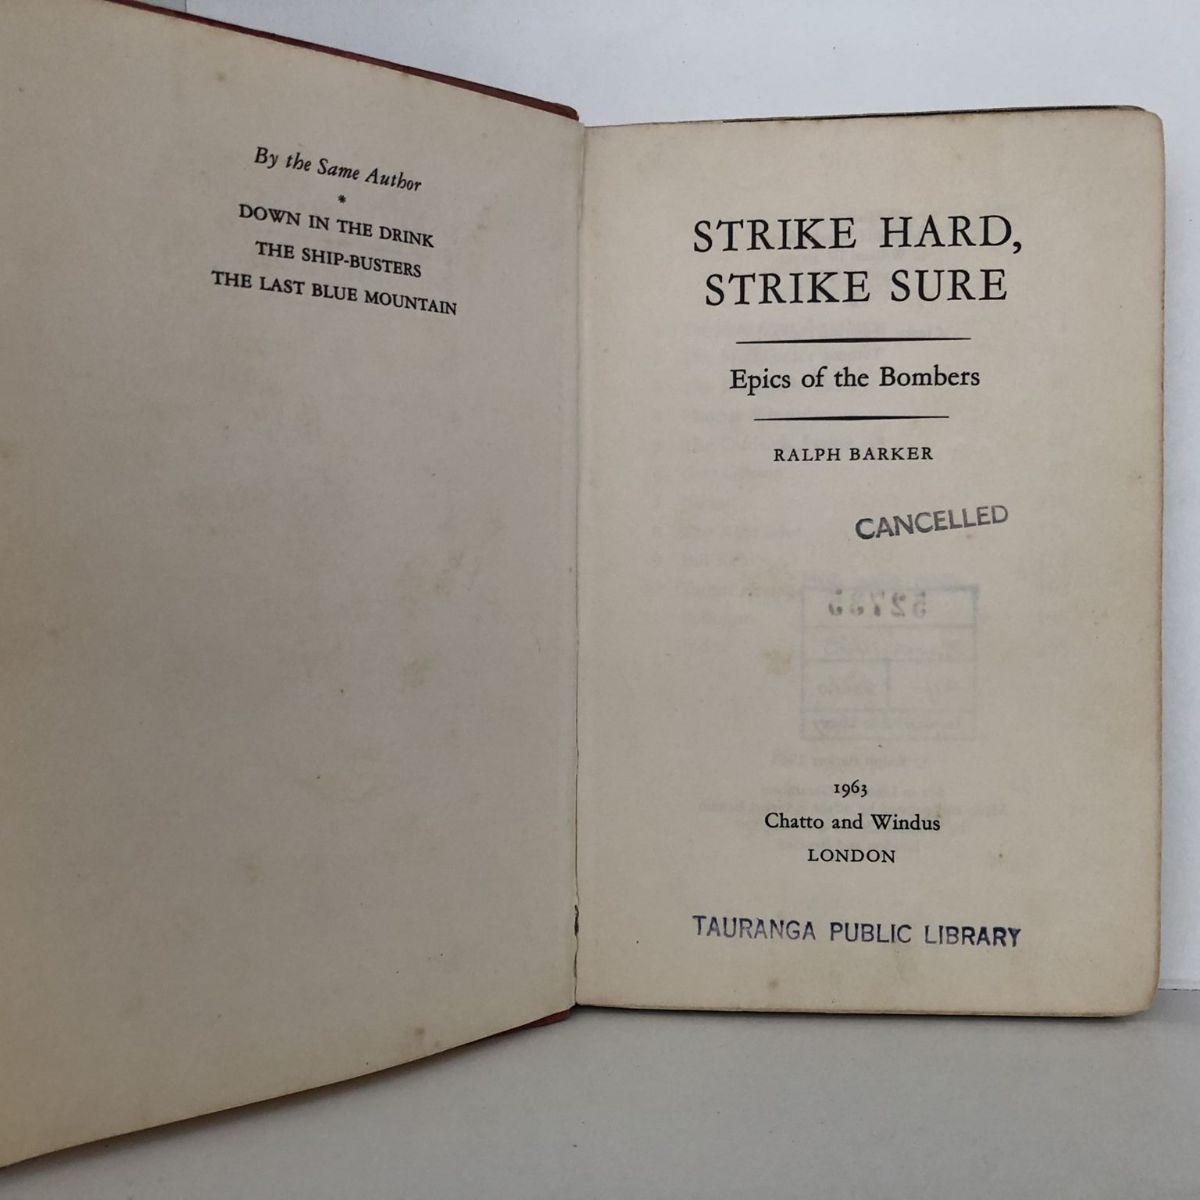 By the Same Author
*
DOWN IN THE DRINK
THE SHIP-BUSTERS
THE LAST BLUE MOUNTAIN
STRIKE HARD,
STRIKE SURE
Epics of the Bombers
RALPH BARKER
CANCELLED
1963
Chatto and Windus
LONDON
TAURANGA PUBLIC LIBRARY